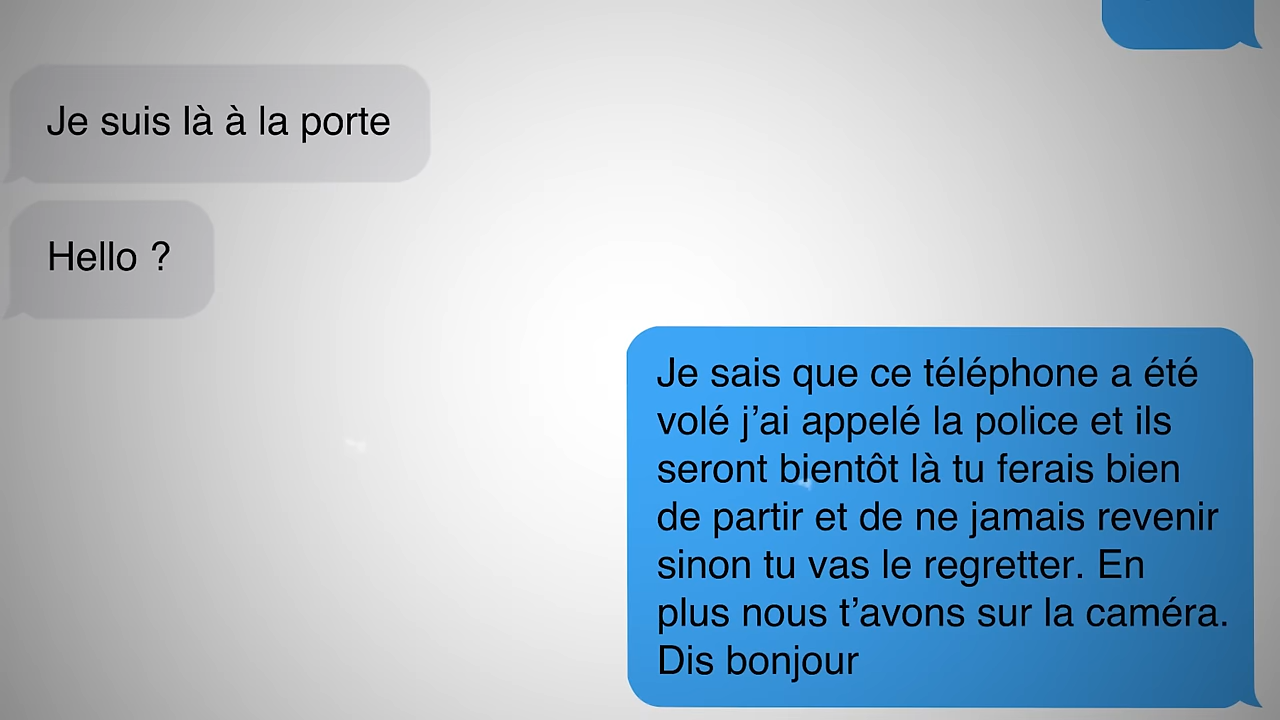 Je suis là à la porte
Hello ?
Je sais que ce téléphone a été
volé j’ai appelé la police et ils
seront bientôt là tu ferais bien
de partir et de ne jamais revenir
sinon tu vas le regretter. En
plus nous t’avons sur la caméra.
Dis bonjour